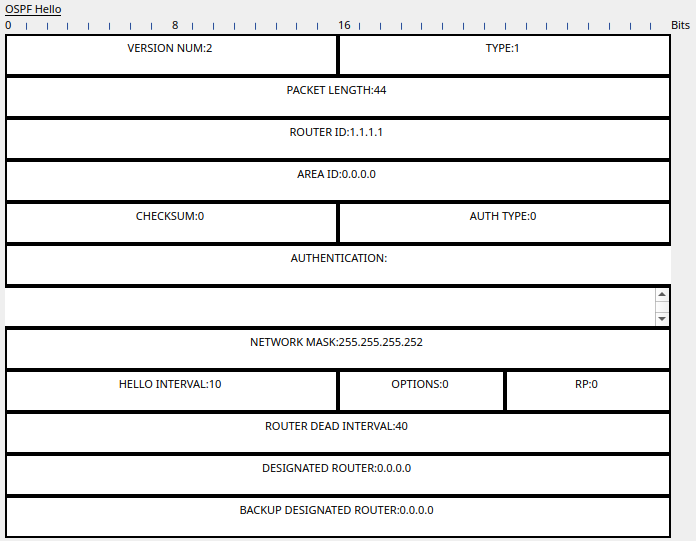 OSPF Hello
0 8 16 Bits
VERSION NUM:2 TYPE:1
PACKET LENGTH:44
ROUTER ID:1.1.1.1
AREA ID:0.0.0.0
CHECKSUM:0 AUTH TYPE:0
AUTHENTICATION:
NETWORK MASK:255.255.255.252
HELLO INTERVAL:10 OPTIONS:0 RP:0
ROUTER DEAD INTERVAL:40
DESIGNATED ROUTER:0.0.0.0
BACKUP DESIGNATED ROUTER:0.0.0.0